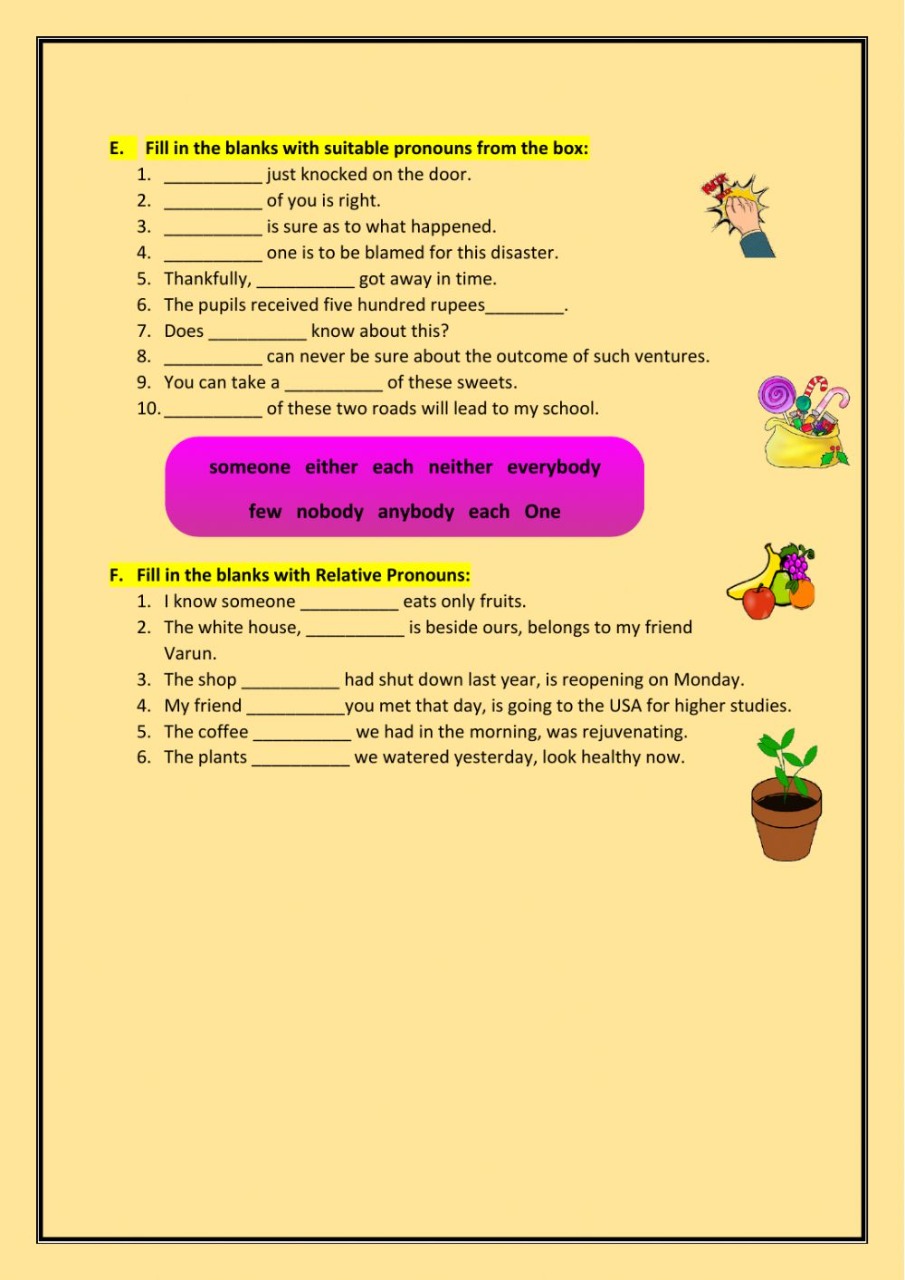 E. Fill in the blanks with suitable pronouns from the box:
1. __________ just knocked on the door.
2. __________ of you is right.
3. __________ is sure as to what happened.
4. __________ one is to be blamed for this disaster.
5. Thankfully, __________ got away in time.
6. The pupils received five hundred rupees________.
7. Does __________ know about this?
8. __________ can never be sure about the outcome of such ventures.
9. You can take a __________ of these sweets.
10. __________ of these two roads will lead to my school.
someone either each neither everybody
few nobody anybody each One
F. Fill in the blanks with Relative Pronouns:
1. I know someone __________ eats only fruits.
2. The white house, __________ is beside ours, belongs to my friend
Varun.
3. The shop __________ had shut down last year, is reopening on Monday.
4. My friend __________you met that day, is going to the USA for higher studies.
5. The coffee __________ we had in the morning, was rejuvenating.
6. The plants __________ we watered yesterday, look healthy now.